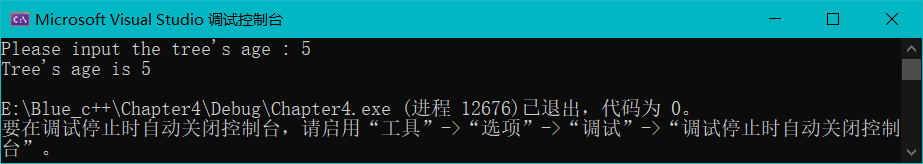 Microsoft Visual Studio 调试控制台
Please input the tree's age : 5
Tree's age is 5
E:\Blue_c++\Chapter4\Debug\Chapter4.exe (进程 12676)已退出，代码为 0。
要在调试停止时自动关闭控制台，请启用“工具”->“选项”->“调试”->“调试停止时自动关闭控制
台”。